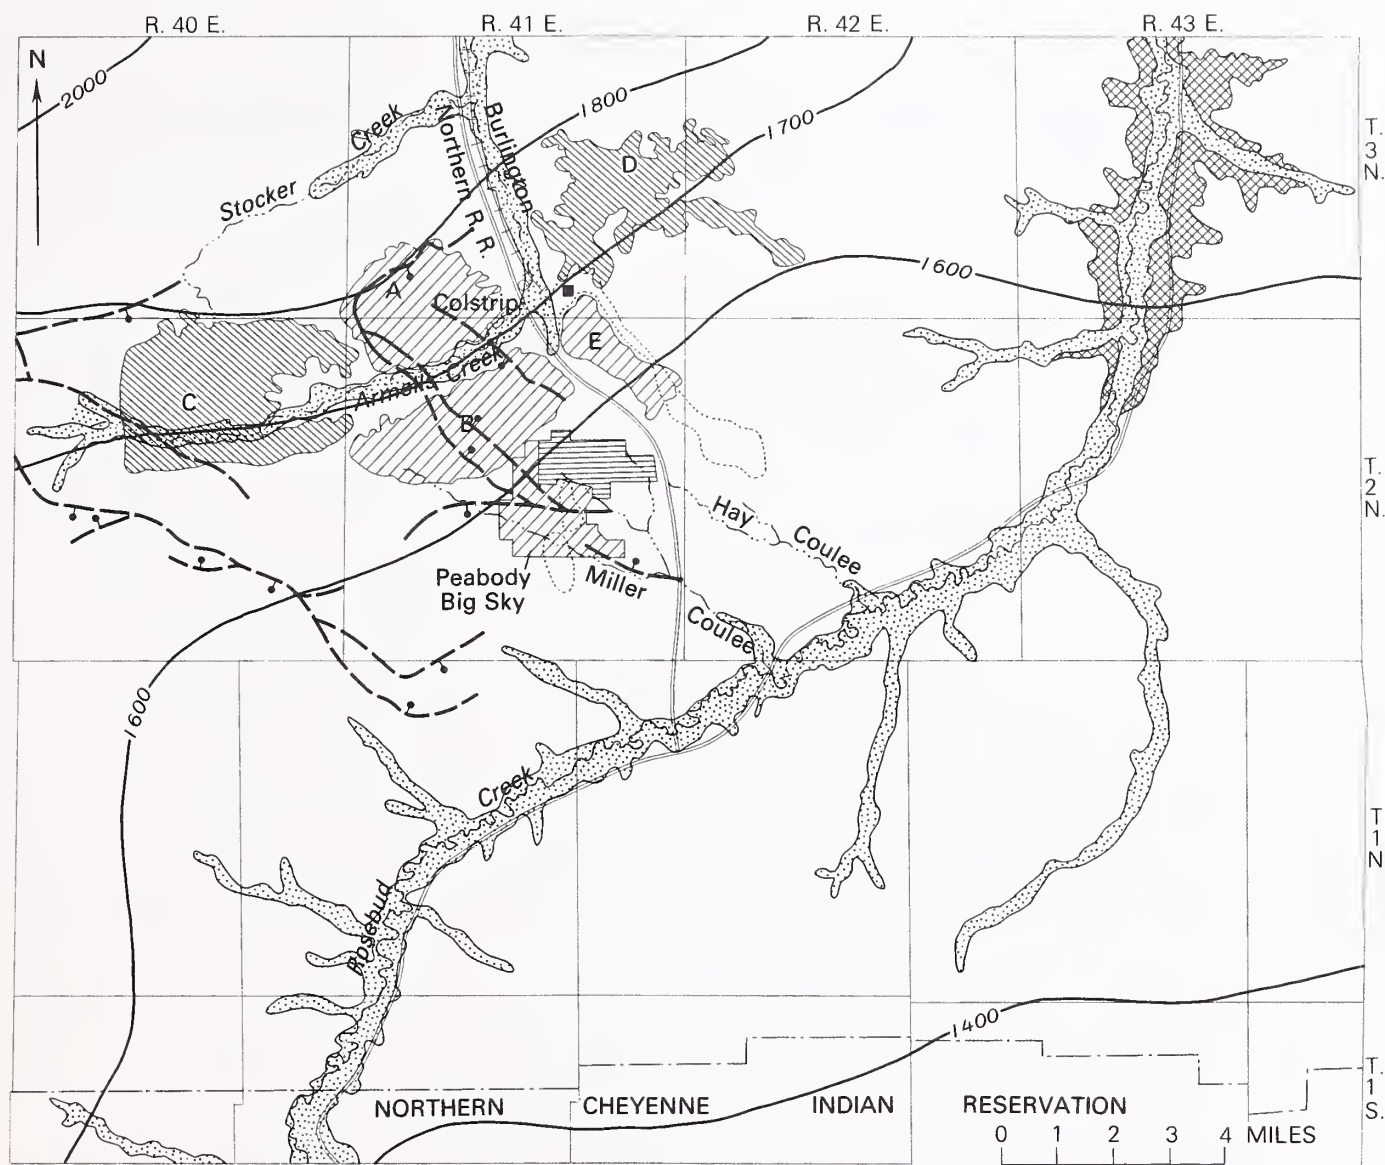 R. 40 E.
R. 41 E.
R. 42 E.
R. 43 E.
N
2000
1800
1700
Creek
Stocker
Northern R. R.
Burlington
D
T. 3 N.
A
Colstrip
1600
E
Armells Creek
C
B
T. 2 N.
Hay Coulee
Peabody
Big Sky
Miller Coulee
1600
Rosebud Creek
T 1 N
1400
NORTHERN CHEYENNE INDIAN RESERVATION
T. 1 S.
0 1 2 3 4 MILES